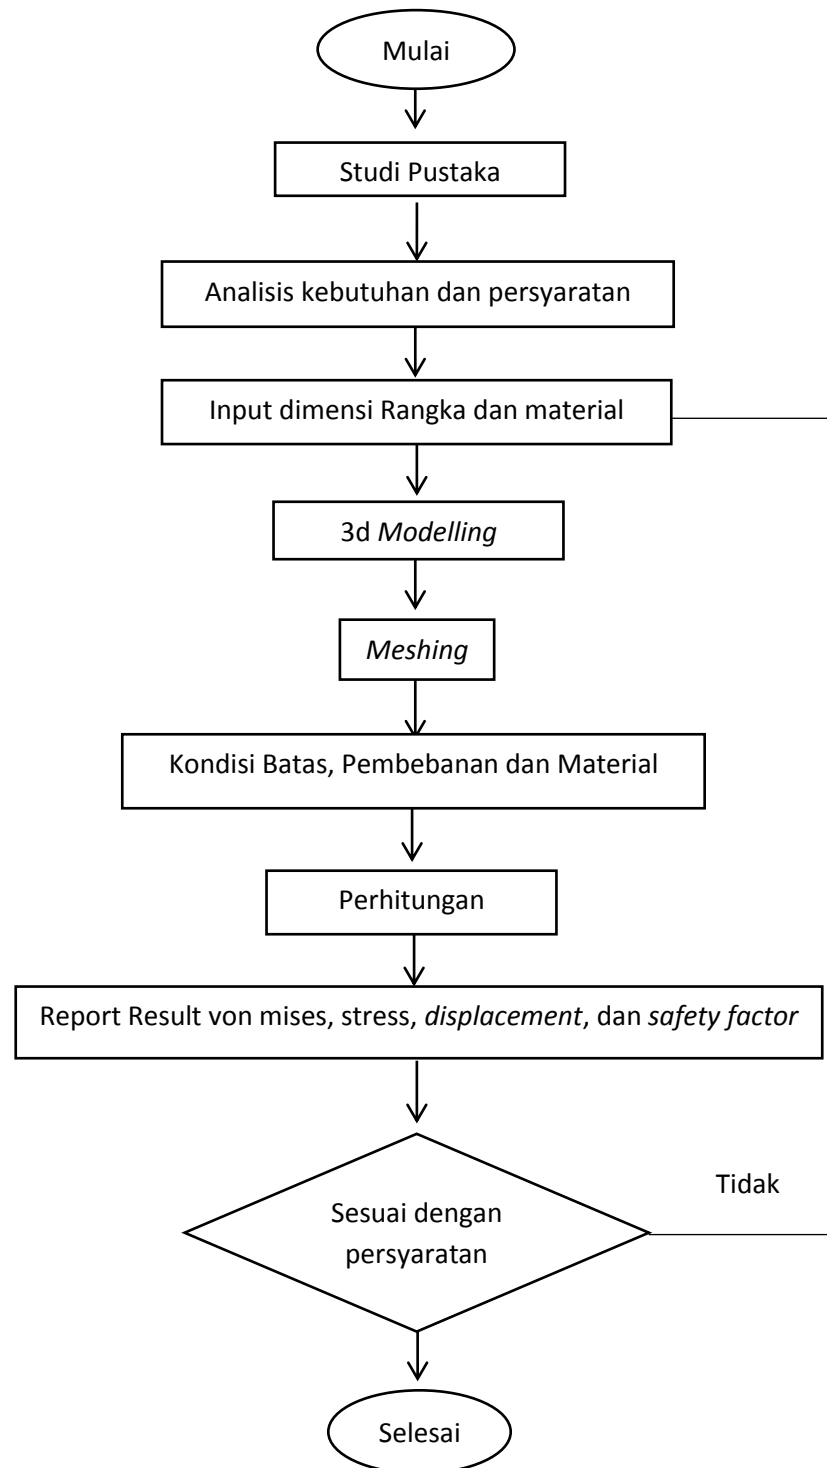 Mulai
Studi Pustaka
Analisis kebutuhan dan persyaratan
Input dimensi Rangka dan material
3d Modelling
Meshing
Kondisi Batas, Pembebanan dan Material
Perhitungan
Report Result von mises, stress, displacement, dan safety factor
Tidak
Sesuai dengan
persyaratan
Selesai